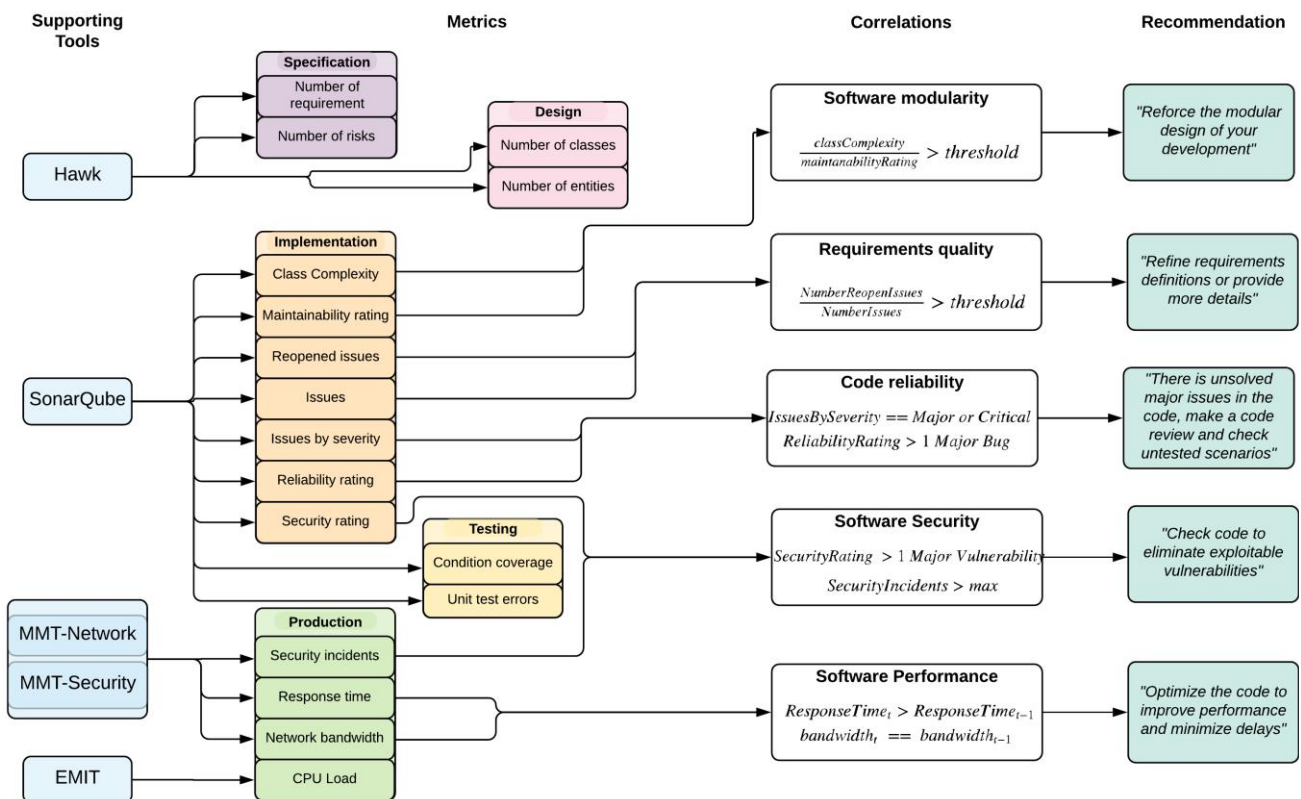 Supporting
Tools
Metrics
Correlations
Recommendation
Hawk
SonarQube
MMT-Network
MMT-Security
EMIT
Specification
Number of
requirement
Number of risks
Design
Number of classes
Number of entities
Implementation
Class Complexity
Maintainability rating
Reopened issues
Issues
Issues by severity
Reliability rating
Security rating
Testing
Condition coverage
Unit test errors
Production
Security incidents
Response time
Network bandwidth
CPU Load
Software modularity
classComplexity
maintanabilityRating > threshold
Requirements quality
NumberReopenIssues
NumberIssues > threshold
Code reliability
IssuesBySeverity == Major or Critical
ReliabilityRating > 1 Major Bug
Software Security
SecurityRating > 1 Major Vulnerability
SecurityIncidents > max
Software Performance
ResponseTime_t > ResponseTime_{t-1}
bandwidth_t == bandwidth_{t-1}
"Reforce the modular
design of your
development"
"Refine requirements
definitions or provide
more details"
"There is unsolved
major issues in the
code, make a code
review and check
untested scenarios"
"Check code to
eliminate exploitable
vulnerabilities"
"Optimize the code to
improve performance
and minimize delays"